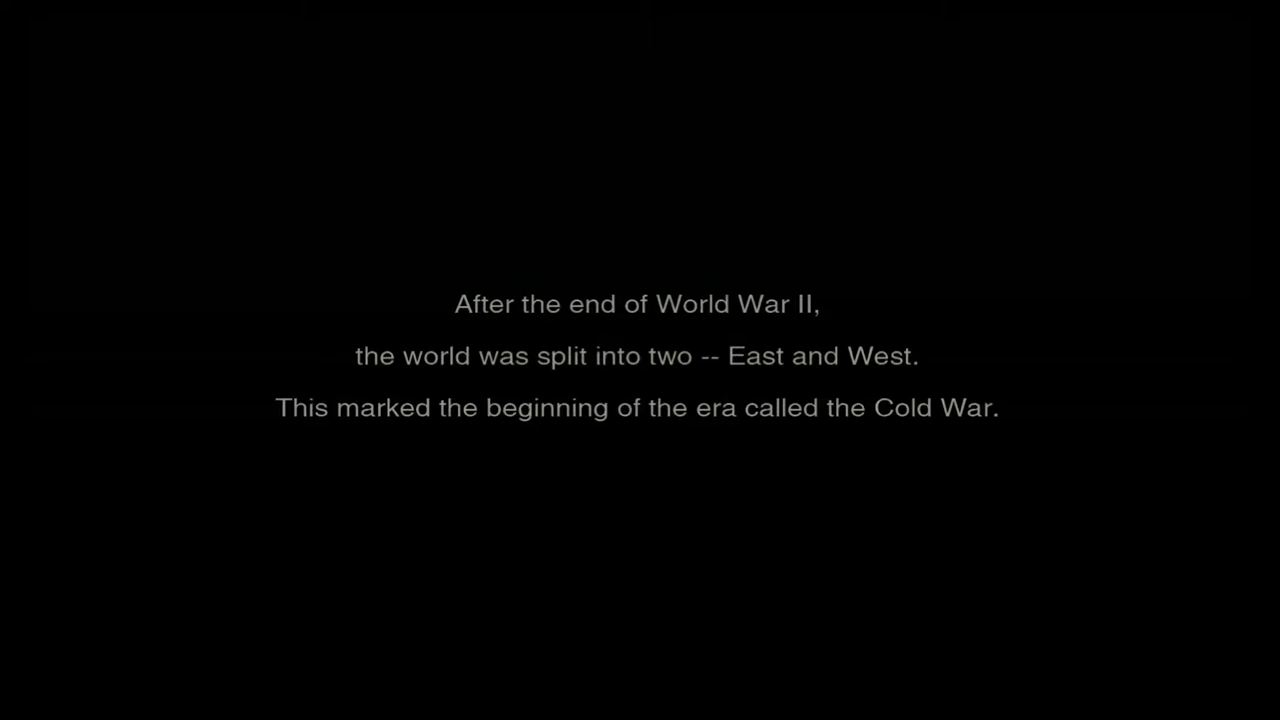 After the end of World War II,
the world was split into two -- East and West.
This marked the beginning of the era called the Cold War.